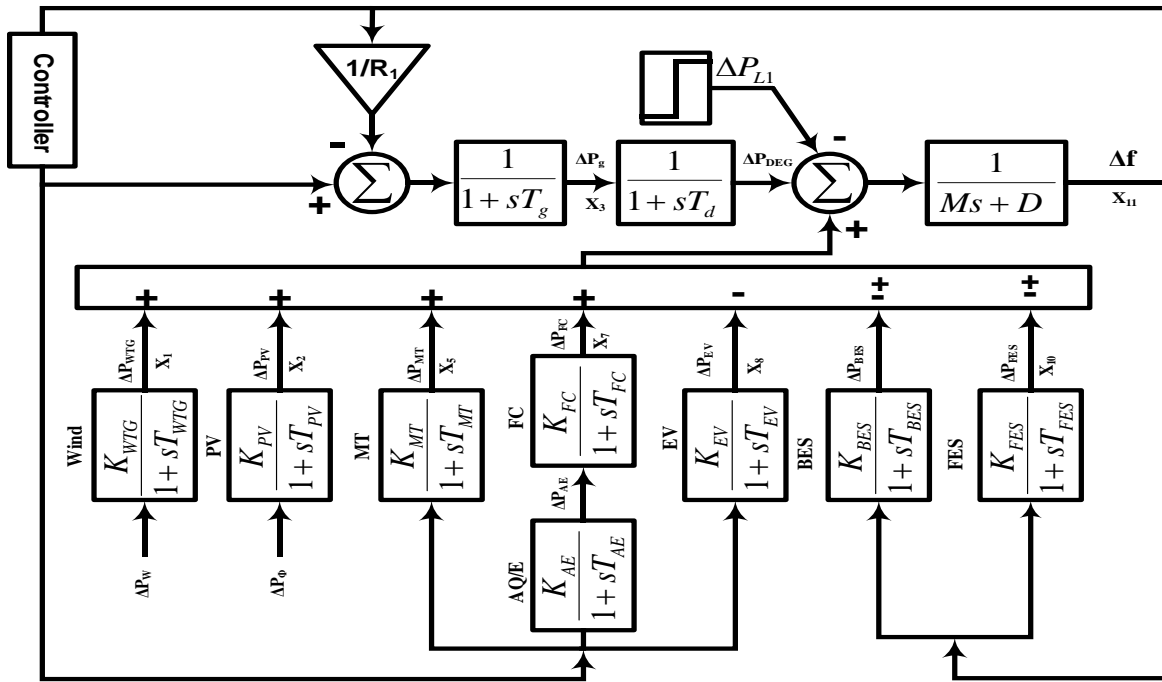 Controller
1/R₁
-
Σ
+
1
1 + sT_g
ΔP_g
X₃
1
1 + sT_d
ΔP_DEG
ΔP_L1
-
Σ
+
1
Ms + D
Δf
X₁₁
+
+
+
+
-
±
±
ΔP_WTG
X₁
ΔP_PV
X₂
ΔP_MT
X₅
ΔP_FC
X₇
ΔP_EV
X₈
ΔP_BES
ΔP_FES
X₁₀
Wind
K_WTG
1 + sT_WTG
PV
K_PV
1 + sT_PV
MT
K_MT
1 + sT_MT
FC
K_FC
1 + sT_FC
EV
K_EV
1 + sT_EV
BES
K_BES
1 + sT_BES
FES
K_FES
1 + sT_FES
ΔP_AE
AQ/E
K_AE
1 + sT_AE
ΔP_W
ΔP_Φ